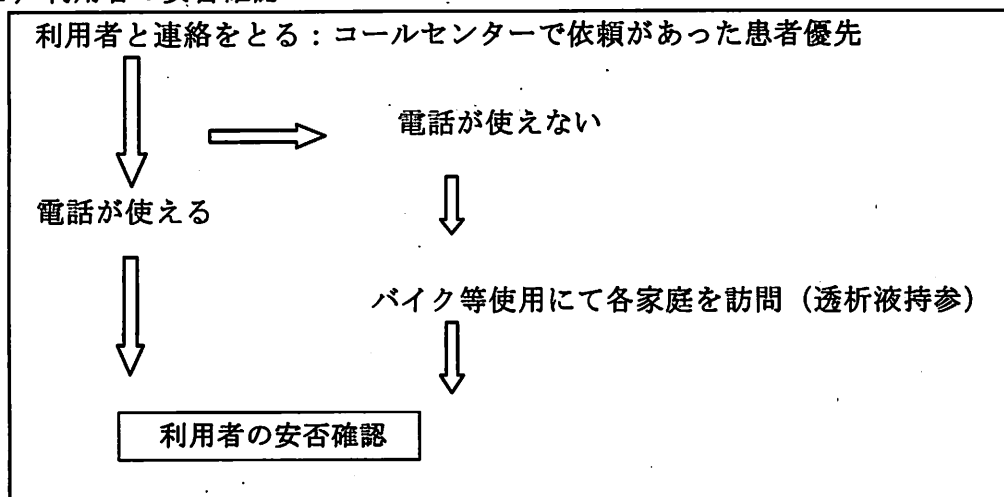 利用者と連絡をとる：コールセンターで依頼があった患者優先
電話が使えない
電話が使える
バイク等使用にて各家庭を訪問（透析液持参）
利用者の安否確認